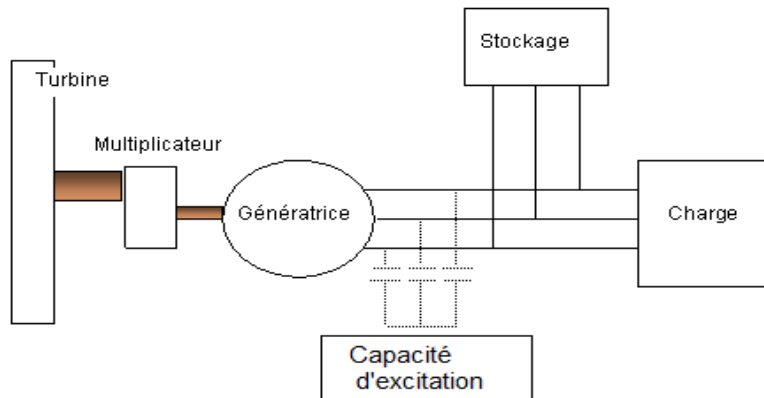 Stockage
Turbine
Multiplicateur
Génératrice
Charge
Capacité
d'excitation